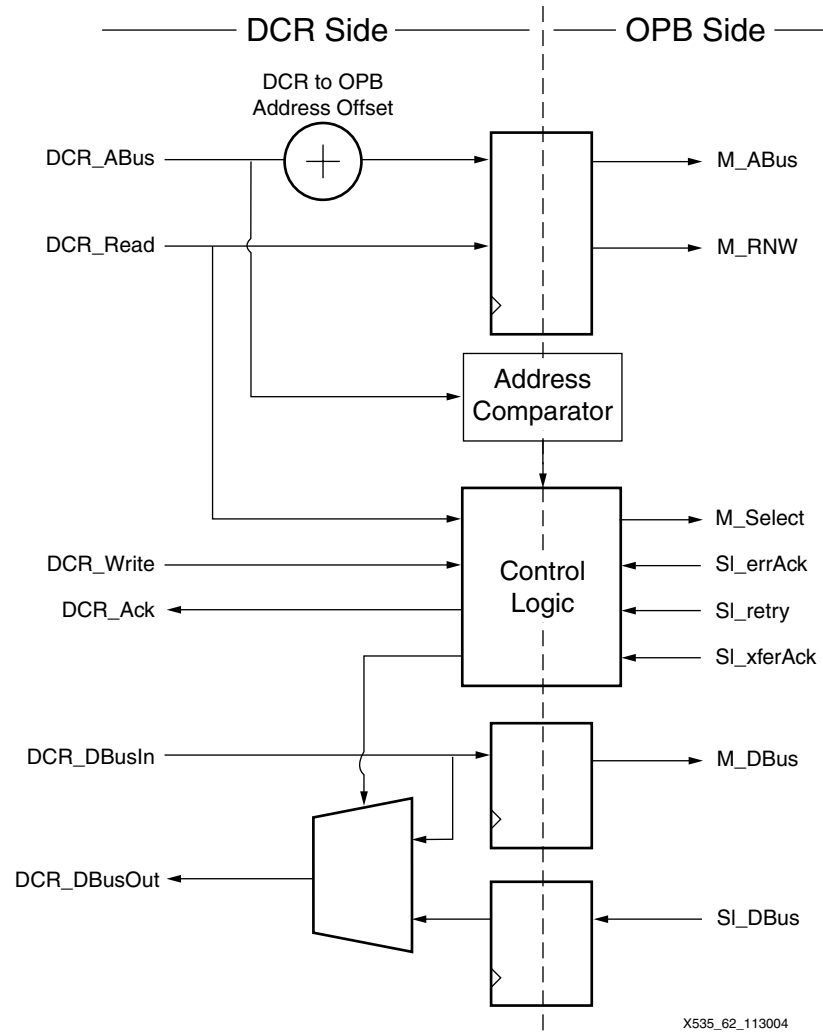 DCR Side
OPB Side
DCR to OPB
Address Offset
DCR_ABus
M_ABus
DCR_Read
M_RNW
Address
Comparator
M_Select
DCR_Write
Control
Logic
Sl_errAck
DCR_Ack
Sl_retry
Sl_xferAck
DCR_DBusIn
M_DBus
DCR_DBusOut
Sl_DBus
X535_62_113004